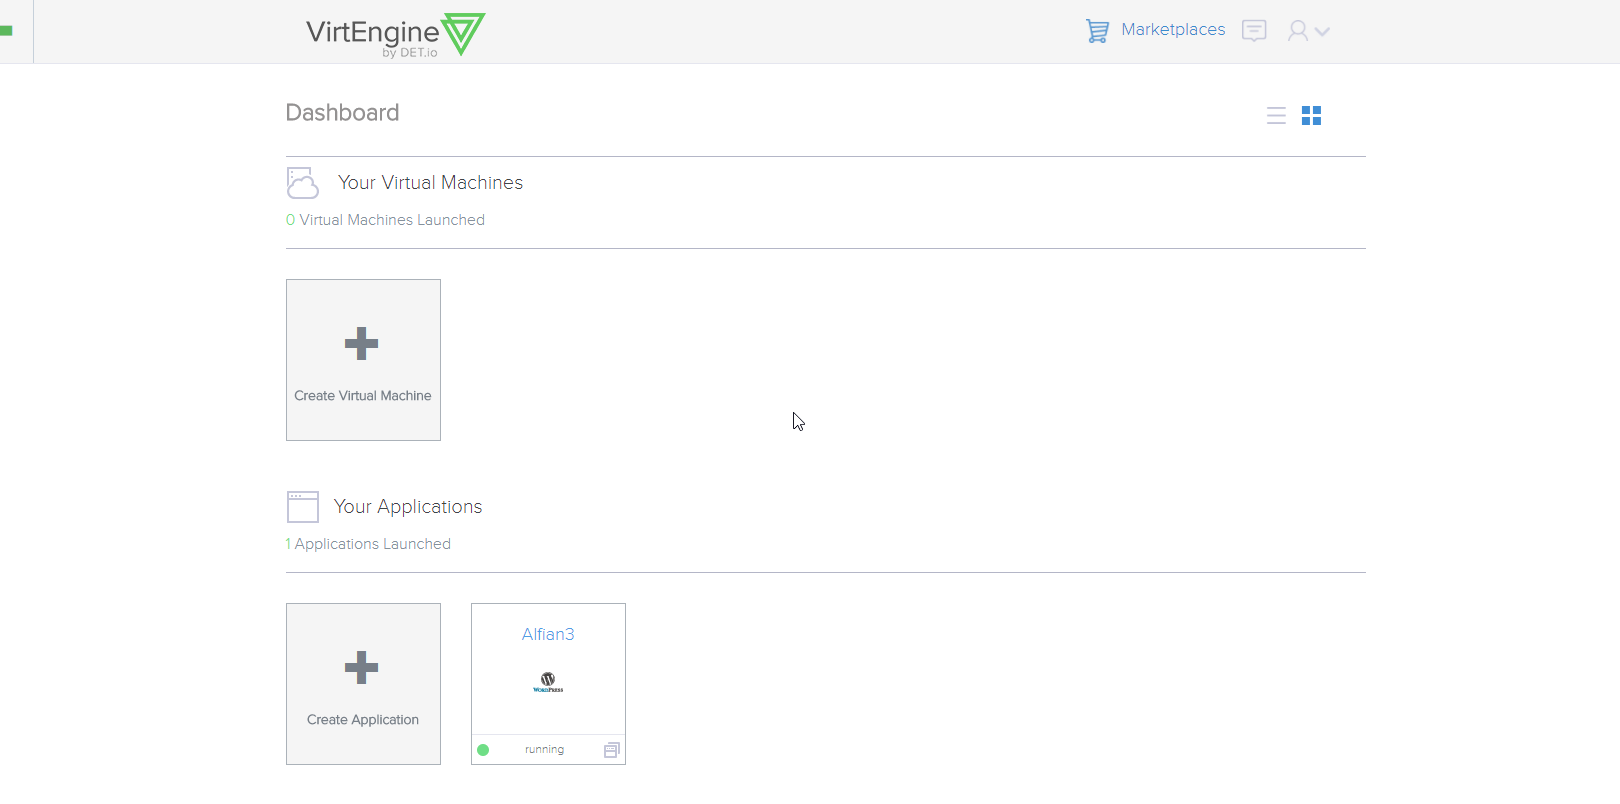 VirtEngine
by DET.io
Marketplaces
Dashboard
Your Virtual Machines
0 Virtual Machines Launched
Create Virtual Machine
Your Applications
1 Applications Launched
Create Application
Alfian3
WORDPRESS
running